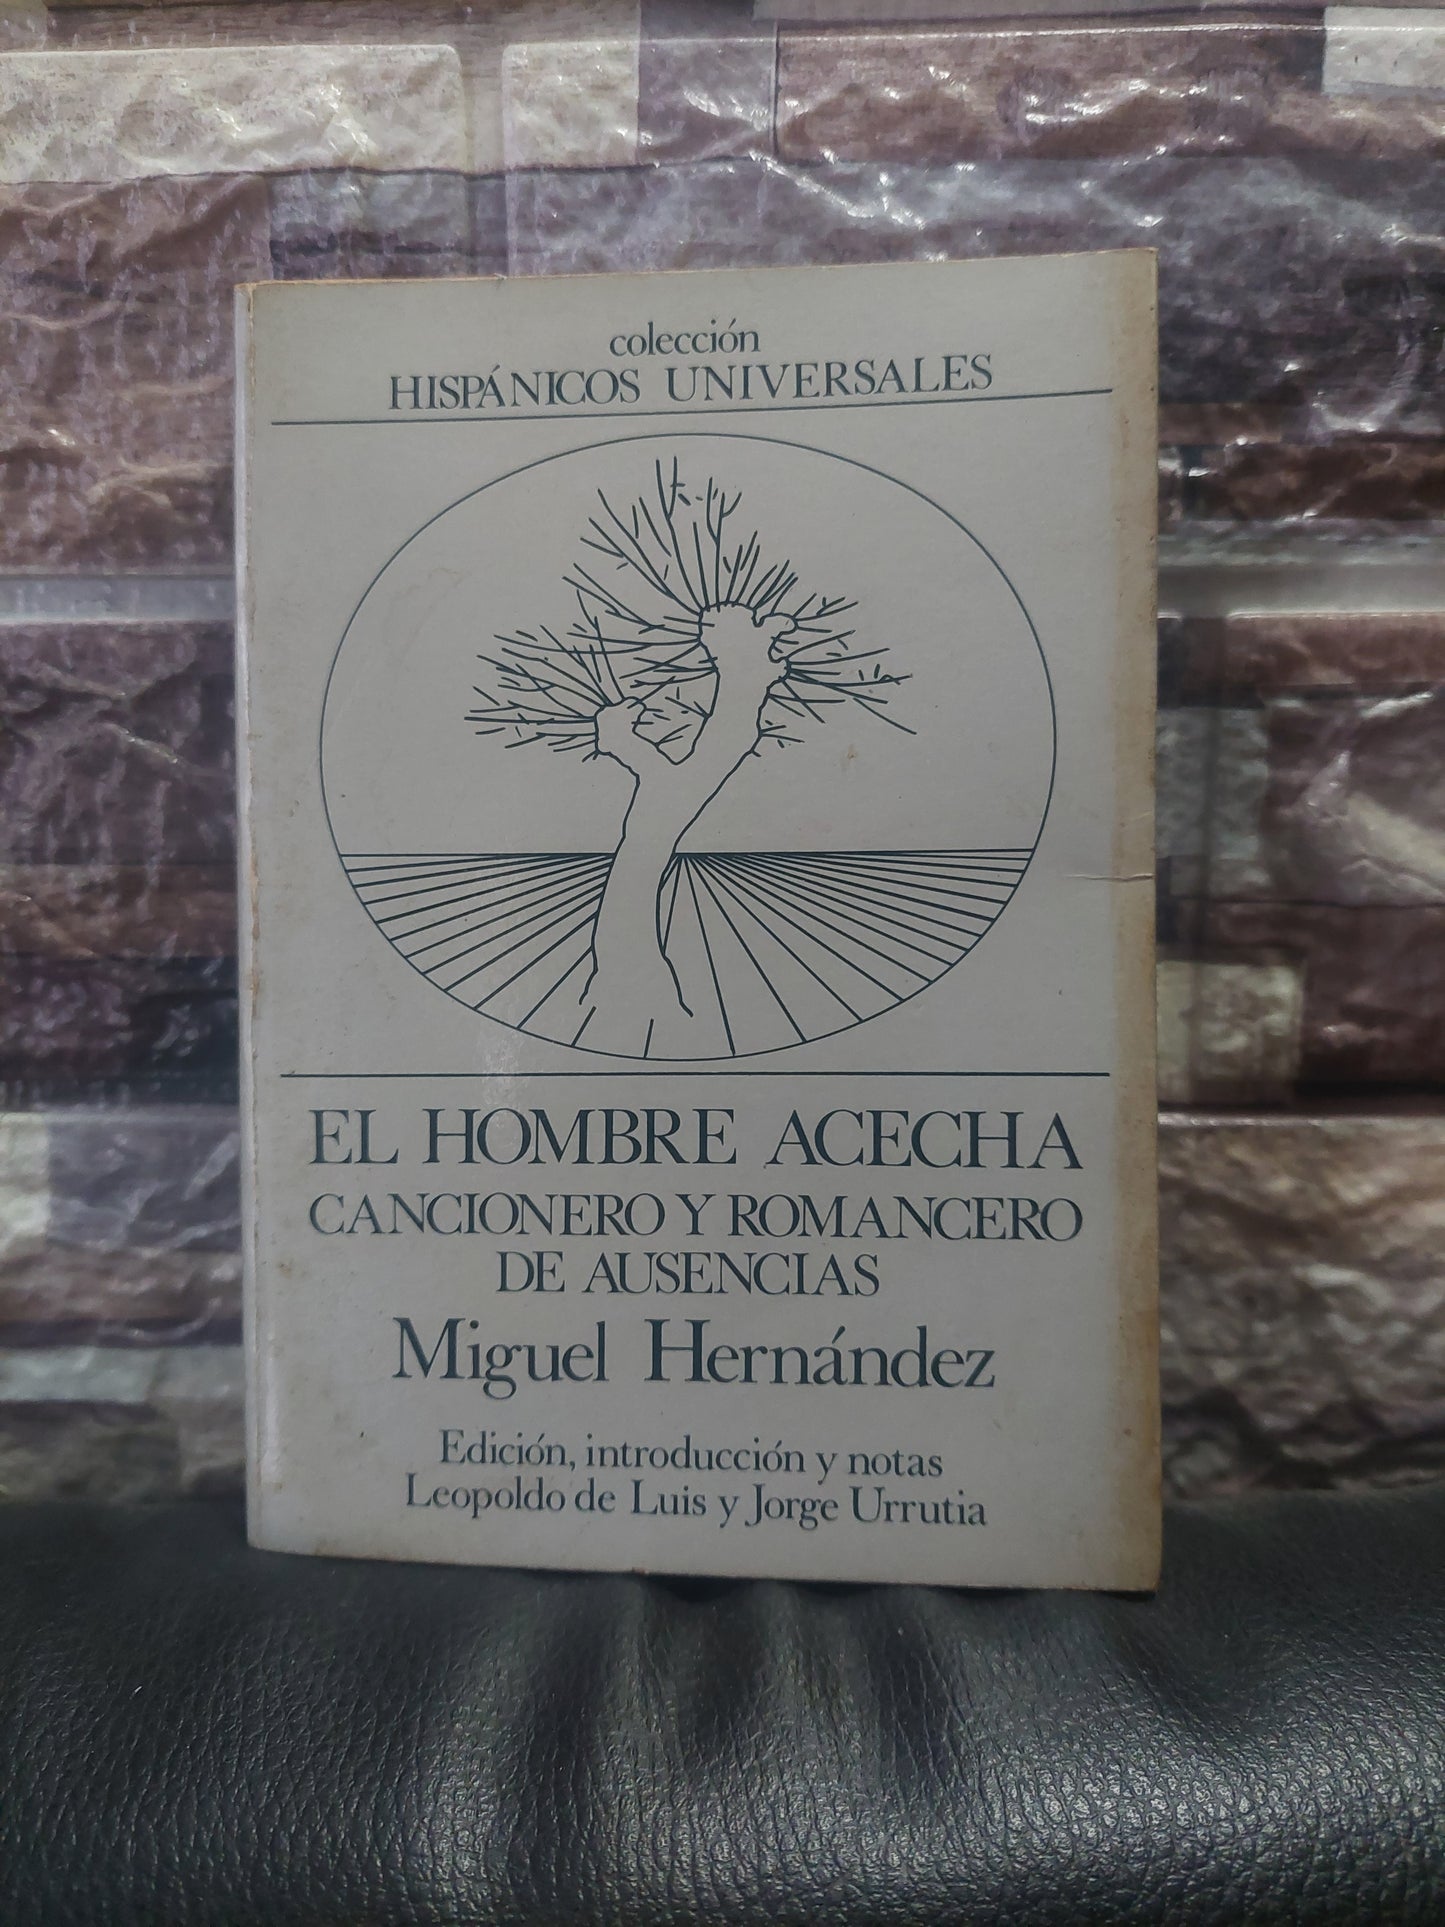 colección
HISPÁNICOS UNIVERSALES
EL HOMBRE ACECHA
CANCIONERO Y ROMANCERO
DE AUSENCIAS
Miguel Hernández
Edición, introducción y notas
Leopoldo de Luis y Jorge Urrutia